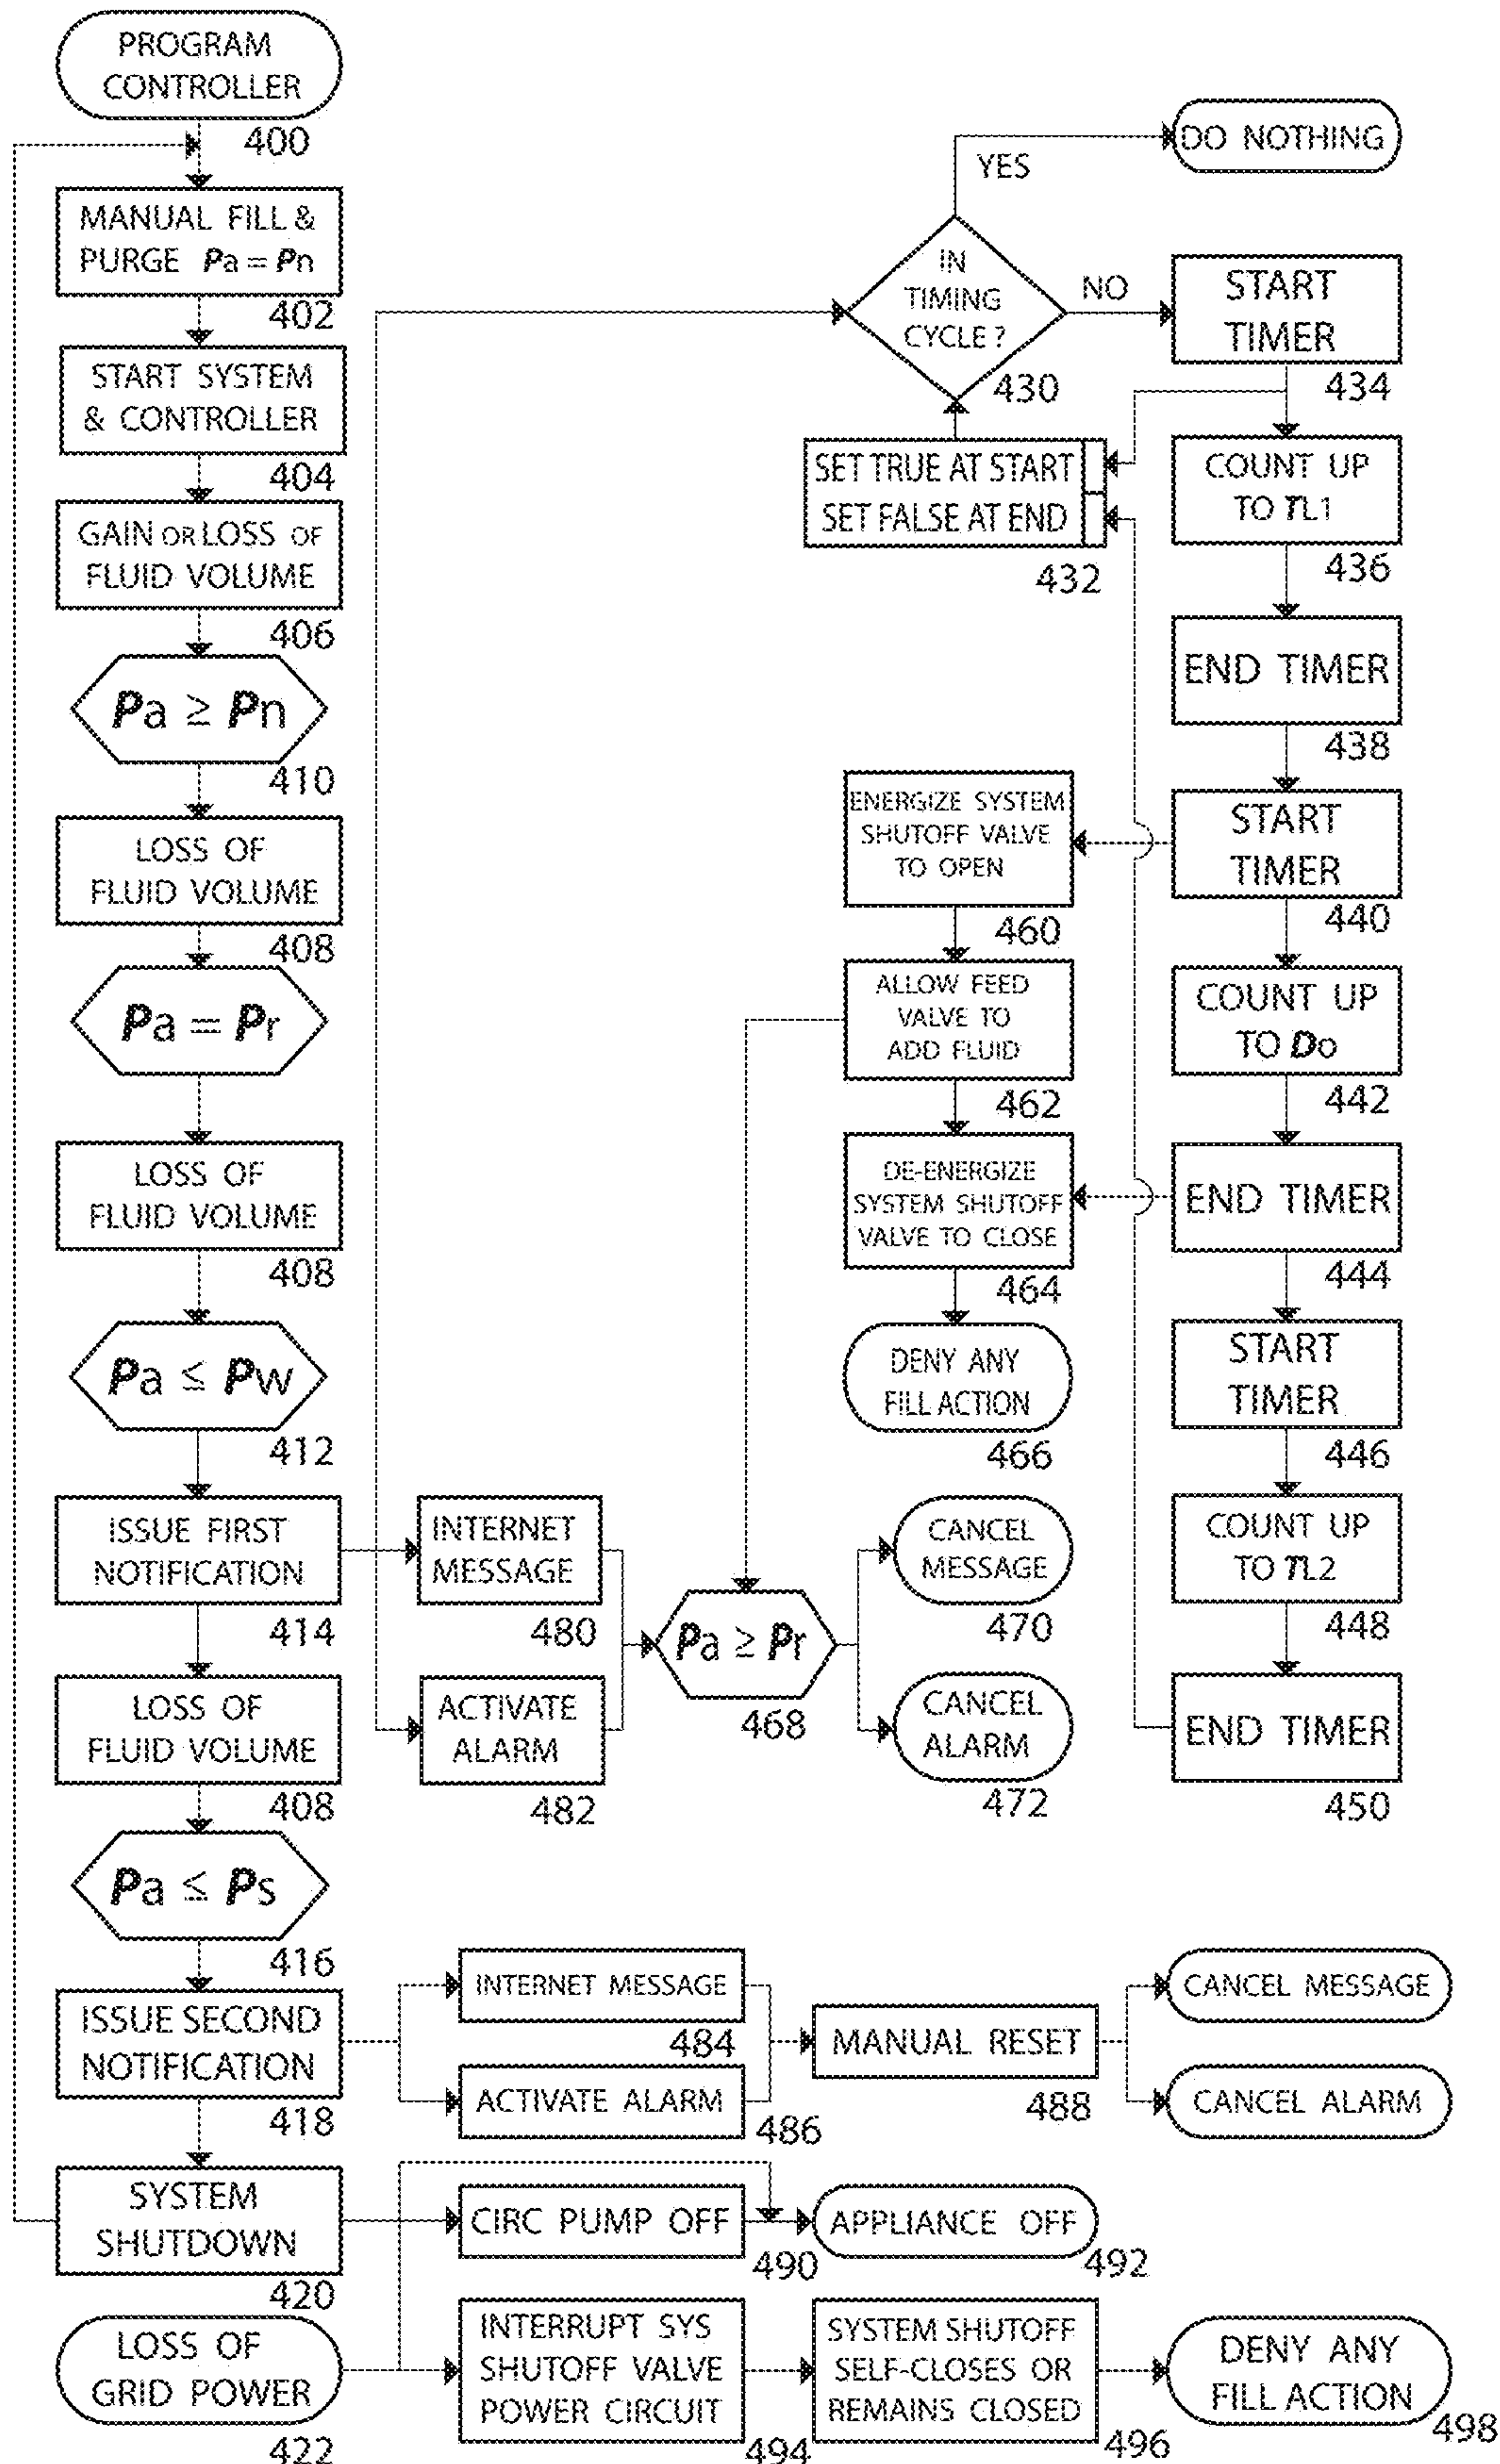 PROGRAM
CONTROLLER
400
MANUAL FILL &
PURGE Pa = Pn
402
START SYSTEM
& CONTROLLER
404
GAIN OR LOSS OF
FLUID VOLUME
406
Pa ≥ Pn
410
LOSS OF
FLUID VOLUME
408
Pa = Pr
LOSS OF
FLUID VOLUME
408
Pa ≤ Pw
412
ISSUE FIRST
NOTIFICATION
414
LOSS OF
FLUID VOLUME
408
Pa ≤ Ps
416
ISSUE SECOND
NOTIFICATION
418
SYSTEM
SHUTDOWN
420
LOSS OF
GRID POWER
422
DO NOTHING
YES
IN
TIMING
CYCLE ?
430
NO
START
TIMER
434
SET TRUE AT START
SET FALSE AT END
432
COUNT UP
TO TL1
436
END TIMER
438
START
TIMER
440
COUNT UP
TO Do
442
END TIMER
444
START
TIMER
446
COUNT UP
TO TL2
448
END TIMER
450
ENERGIZE SYSTEM
SHUTOFF VALVE
TO OPEN
460
ALLOW FEED
VALVE TO
ADD FLUID
462
DE-ENERGIZE
SYSTEM SHUTOFF
VALVE TO CLOSE
464
DENY ANY
FILL ACTION
466
INTERNET
MESSAGE
480
ACTIVATE
ALARM
482
Pa ≥ Pr
468
CANCEL
MESSAGE
470
CANCEL
ALARM
472
INTERNET MESSAGE
484
ACTIVATE ALARM
486
MANUAL RESET
488
CANCEL MESSAGE
CANCEL ALARM
CIRC PUMP OFF
490
APPLIANCE OFF
492
INTERRUPT SYS
SHUTOFF VALVE
POWER CIRCUIT
494
SYSTEM SHUTOFF
SELF-CLOSES OR
REMAINS CLOSED
496
DENY ANY
FILL ACTION
498